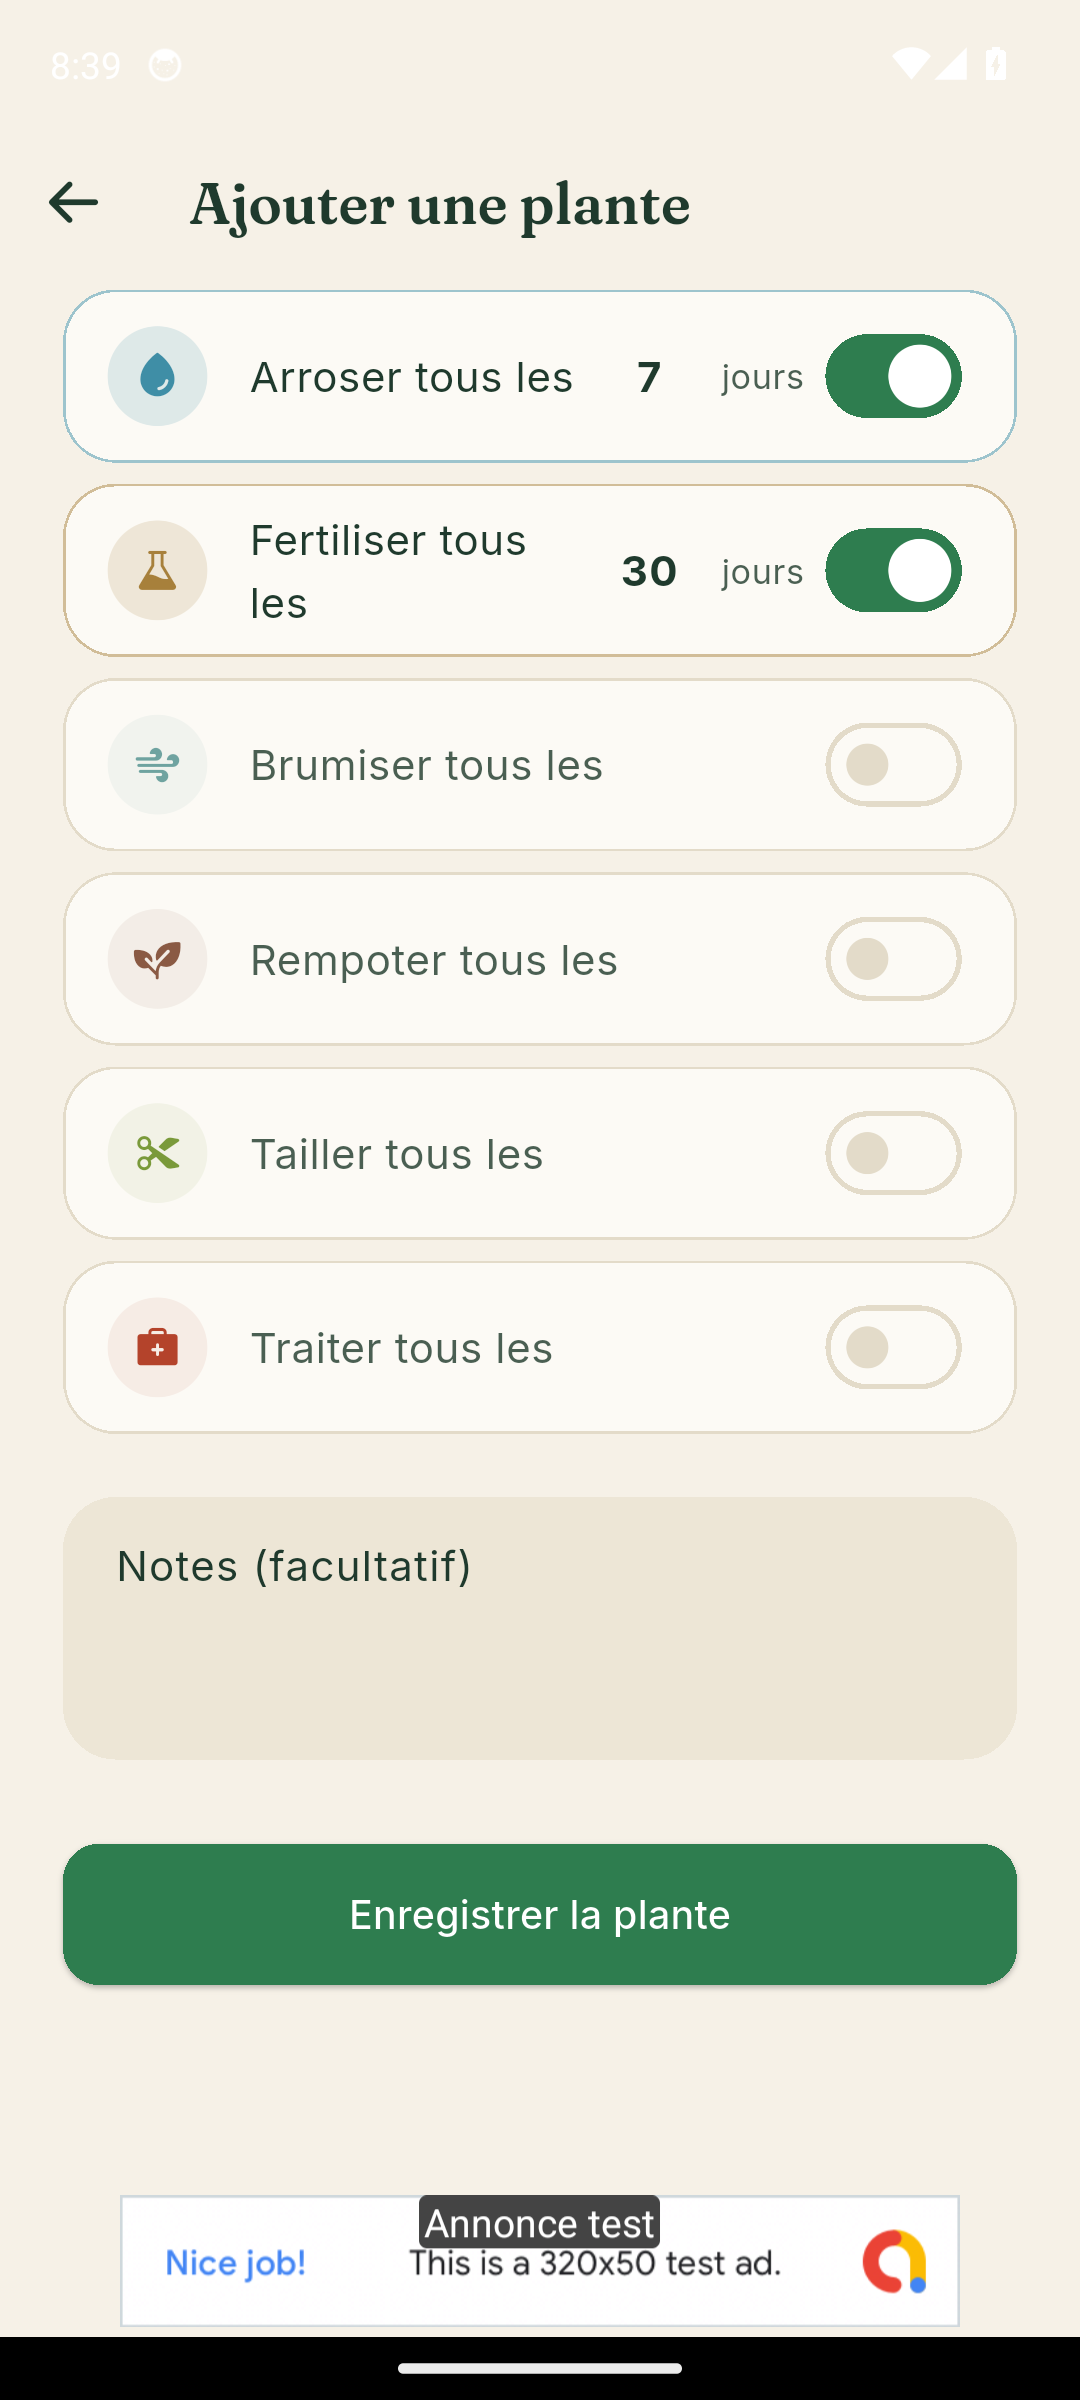 8:39
Ajouter une plante
Arroser tous les 7 jours
Fertiliser tous
les
30 jours
Brumiser tous les
Rempoter tous les
Tailler tous les
Traiter tous les
Notes (facultatif)
Enregistrer la plante
Annonce test
Nice job! This is a 320x50 test ad.